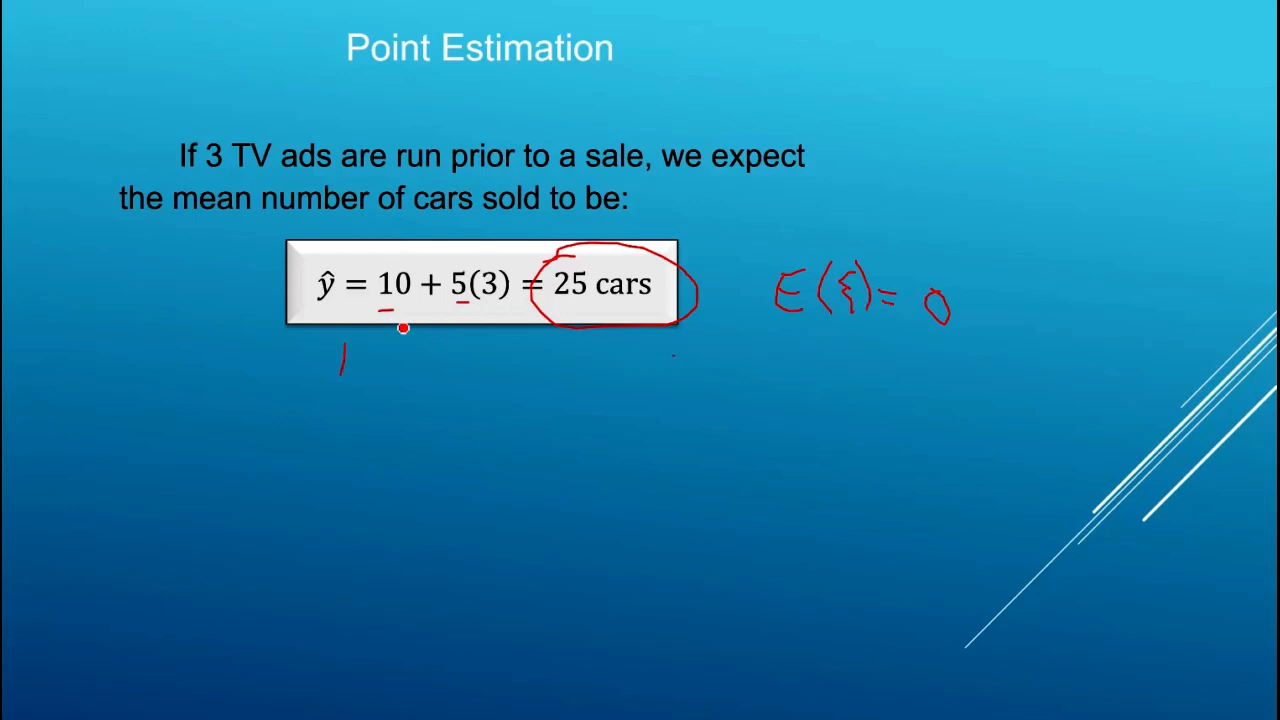 Point Estimation
If 3 TV ads are run prior to a sale, we expect
the mean number of cars sold to be:
ŷ = 10 + 5(3) = 25 cars
E(ξ) = 0